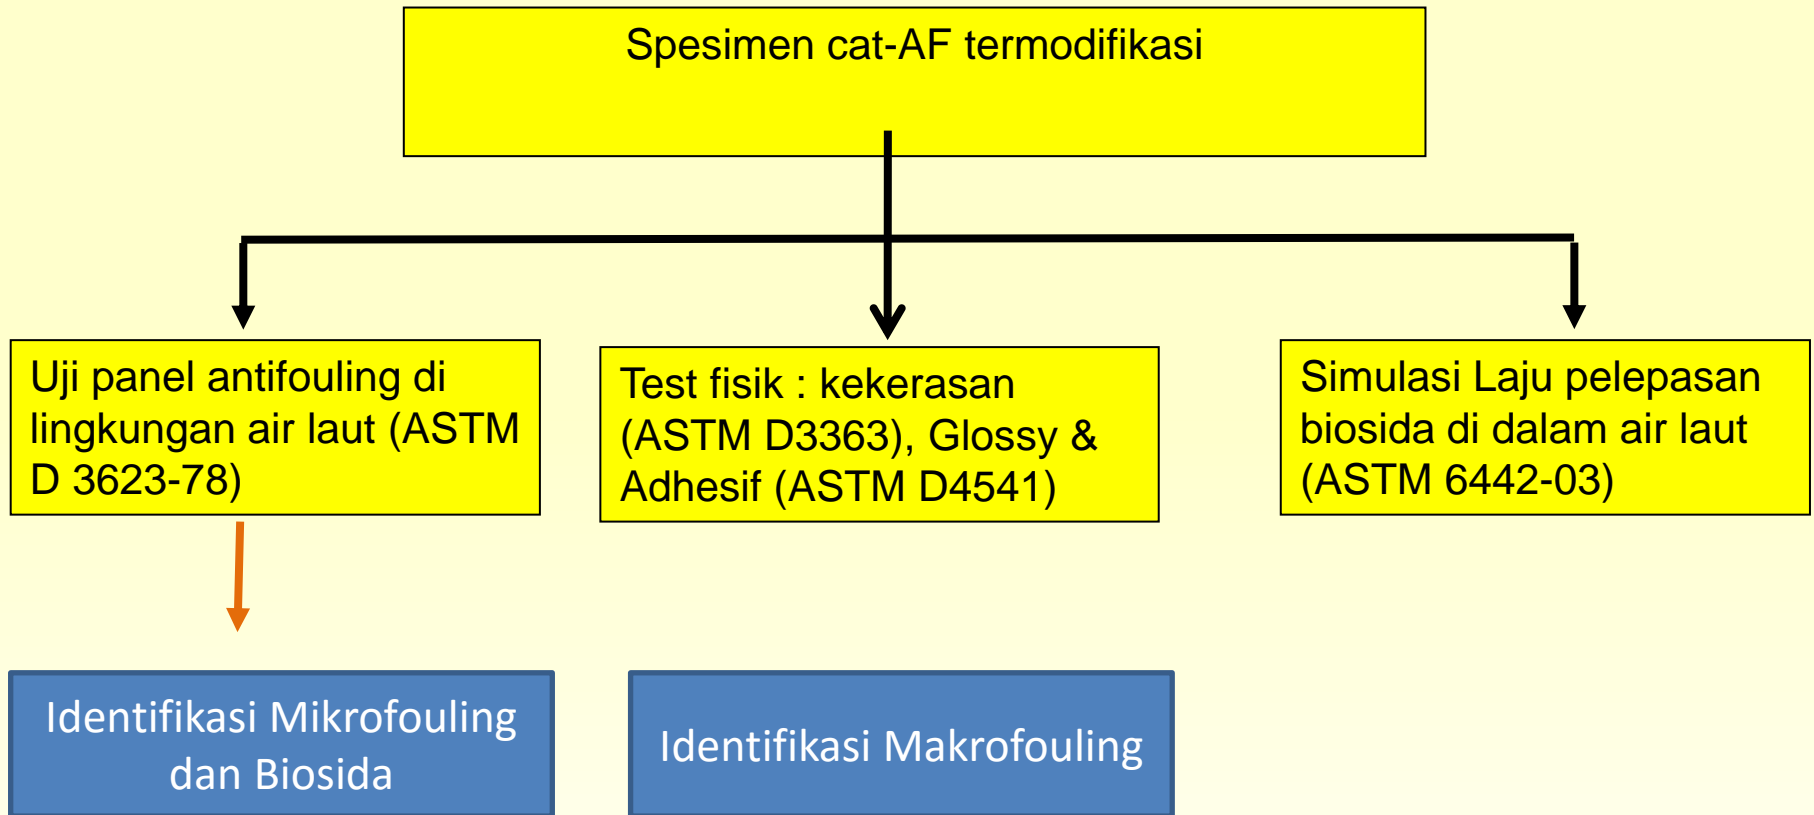 Spesimen cat-AF termodifikasi
Uji panel antifouling di
lingkungan air laut (ASTM
D 3623-78)
Test fisik : kekerasan
(ASTM D3363), Glossy &
Adhesif (ASTM D4541)
Simulasi Laju pelepasan
biosida di dalam air laut
(ASTM 6442-03)
Identifikasi Mikrofouling
dan Biosida
Identifikasi Makrofouling